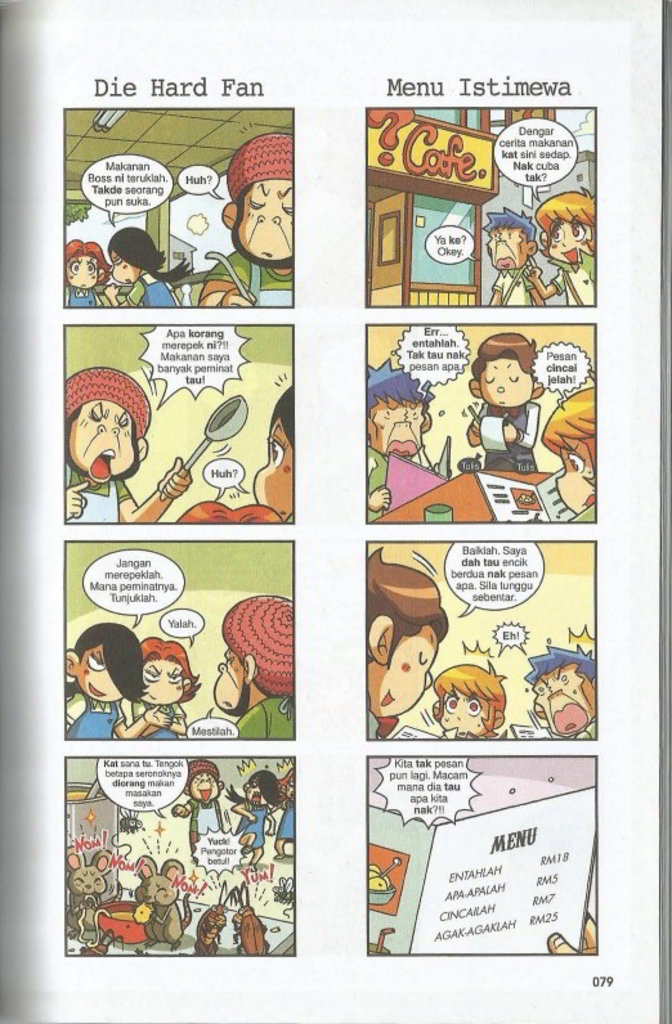 Die Hard Fan
Makanan
Boss ni teruklah.
Takde seorang
pun suka.
Huh?
Apa korang
merepek ni?!!
Makanan saya
banyak peminat
tau!
Huh?
Jangan
merepeklah.
Mana peminatnya.
Tunjuklah.
Yalah.
Mestilah.
Kat sana tu. Tengok
betapa seronoknya
diorang makan
masakan
saya.
Yuck!
Pengotor
betul!
NOM!
NOM!
NOM!
YUM!
Menu Istimewa
? Cafe.
Dengar
cerita makanan
kat sini sedap.
Nak cuba
tak?
Ya ke?
Okey.
Err...
entahlah.
Tak tau nak
pesan apa.
Pesan
cincai
jelah!
Tulis
Tulis
Baiklah. Saya
dah tau encik
berdua nak pesan
apa. Sila tunggu
sebentar.
Eh!
Kita tak pesan
pun lagi. Macam
mana dia tau
apa kita
nak?!!
MENU
ENTAHLAH RM18
APA-APALAH RM5
CINCAILAH RM7
AGAK-AGAKLAH RM25
079